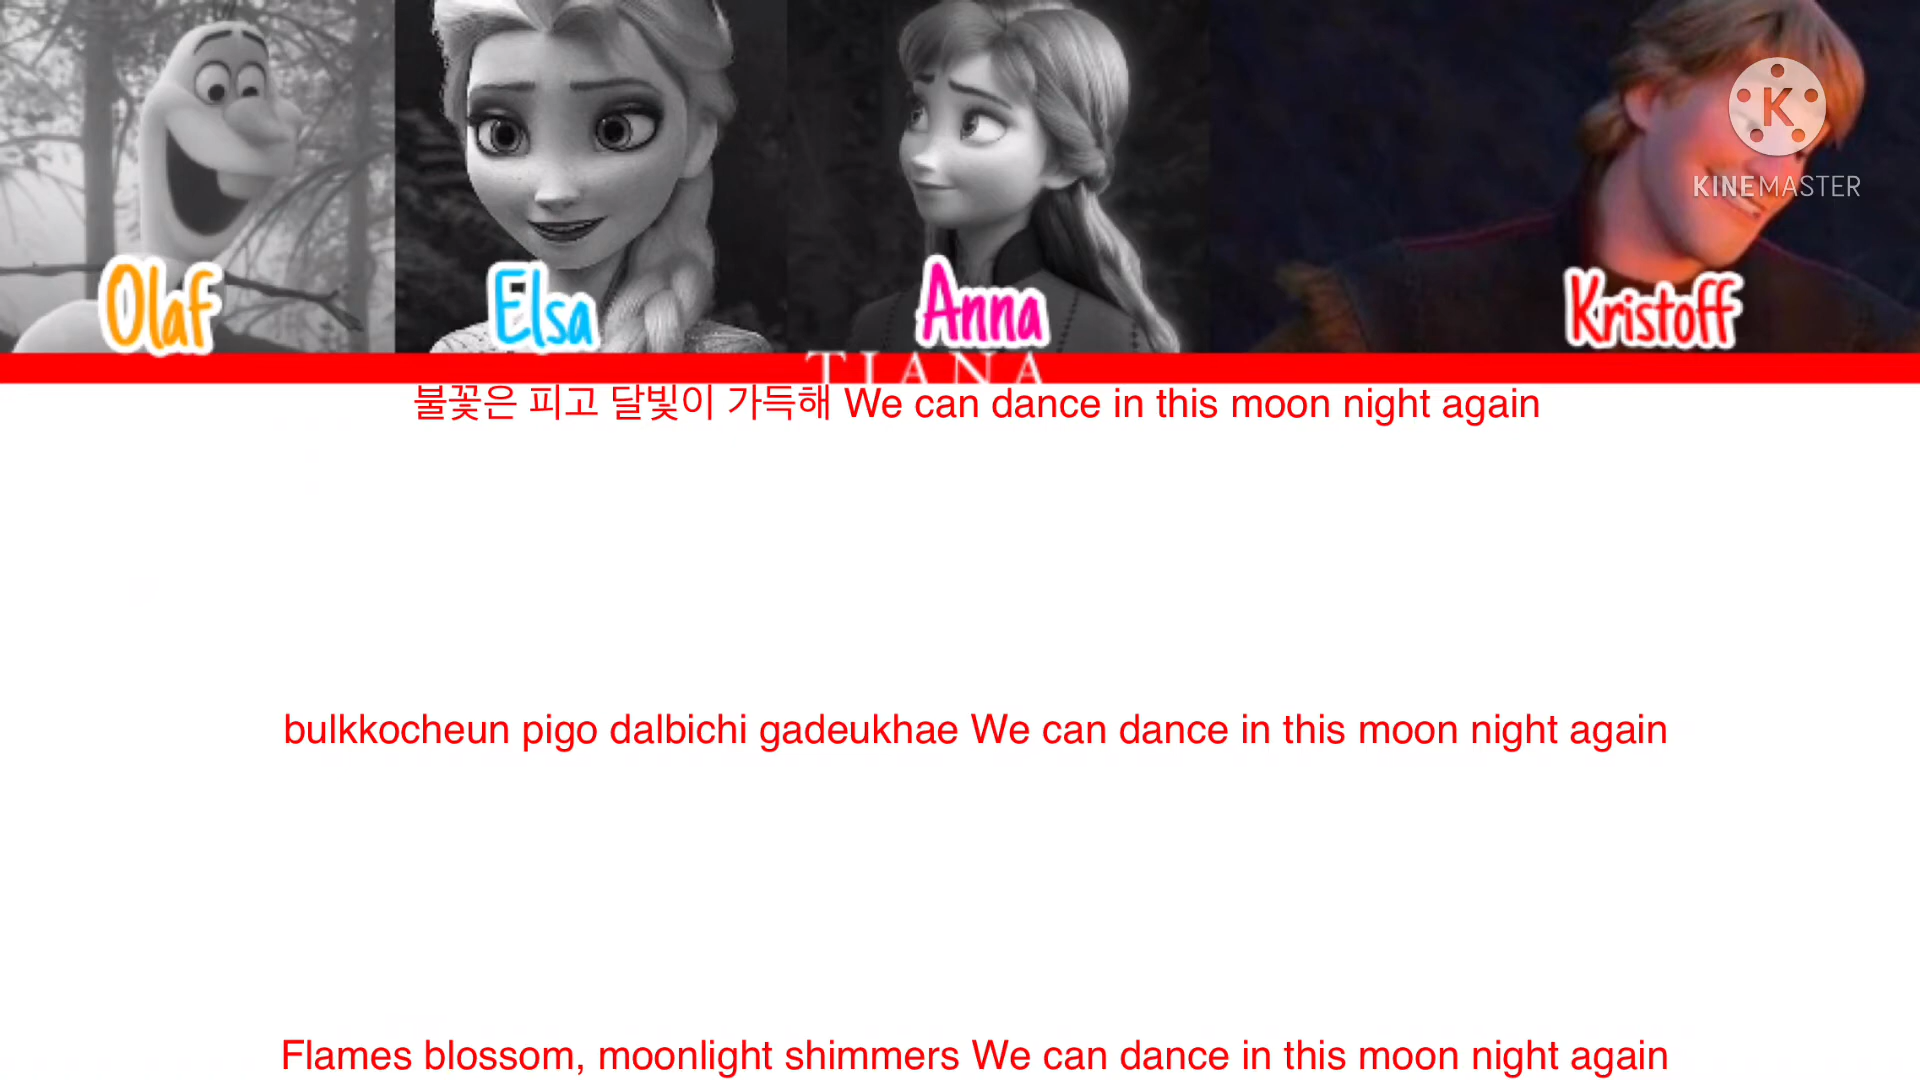 Olaf
Elsa
Anna
Kristoff
K
KINEMASTER
TIANA
불꽃은 피고 달빛이 가득해 We can dance in this moon night again
bulkkocheun pigo dalbichi gadeukhae We can dance in this moon night again
Flames blossom, moonlight shimmers We can dance in this moon night again